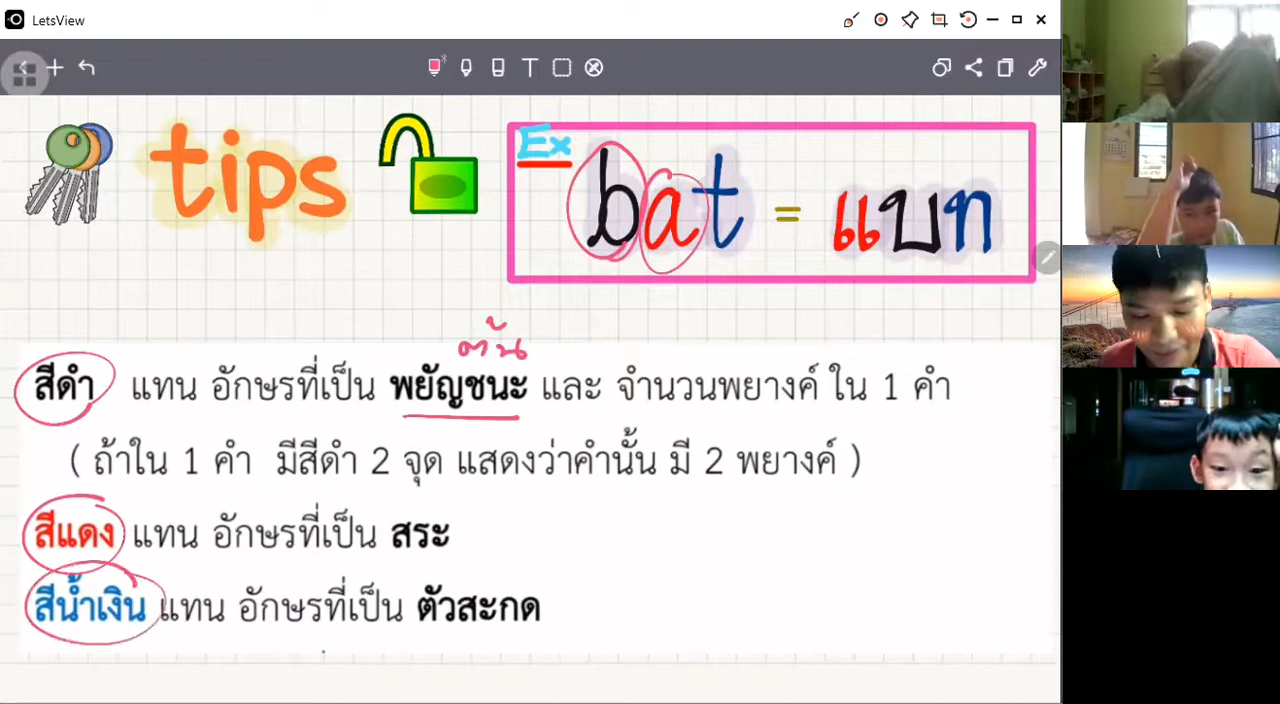 LetsView
tips
Ex
bat = แบท
ต้น
สีดำ แทน อักษรที่เป็น พยัญชนะ และ จำนวนพยางค์ ใน 1 คำ
( ถ้าใน 1 คำ มีสีดำ 2 จุด แสดงว่าคำนั้น มี 2 พยางค์ )
สีแดง แทน อักษรที่เป็น สระ
สีน้ำเงิน แทน อักษรที่เป็น ตัวสะกด